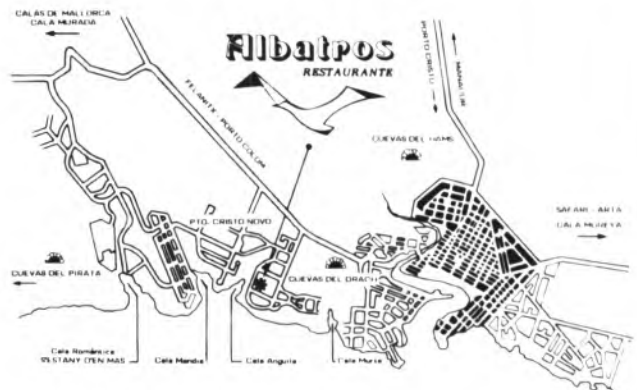 CALAS DE MALLORCA
CALA MURADA
Albatros
RESTAURANTE
PORTO CRISTO
MANACOR
FELANITX - PORTO COLOM
CUEVAS DEL HAMS
PTO. CRISTO NOVO
SAFARI - ARTA
CALA MUREYA
CUEVAS DEL PIRATA
CUEVAS DEL DRACH
Cala Romántica
S'ESTANY D'EN MAS
Cala Mandia
Cala Anguila
Cala Murta